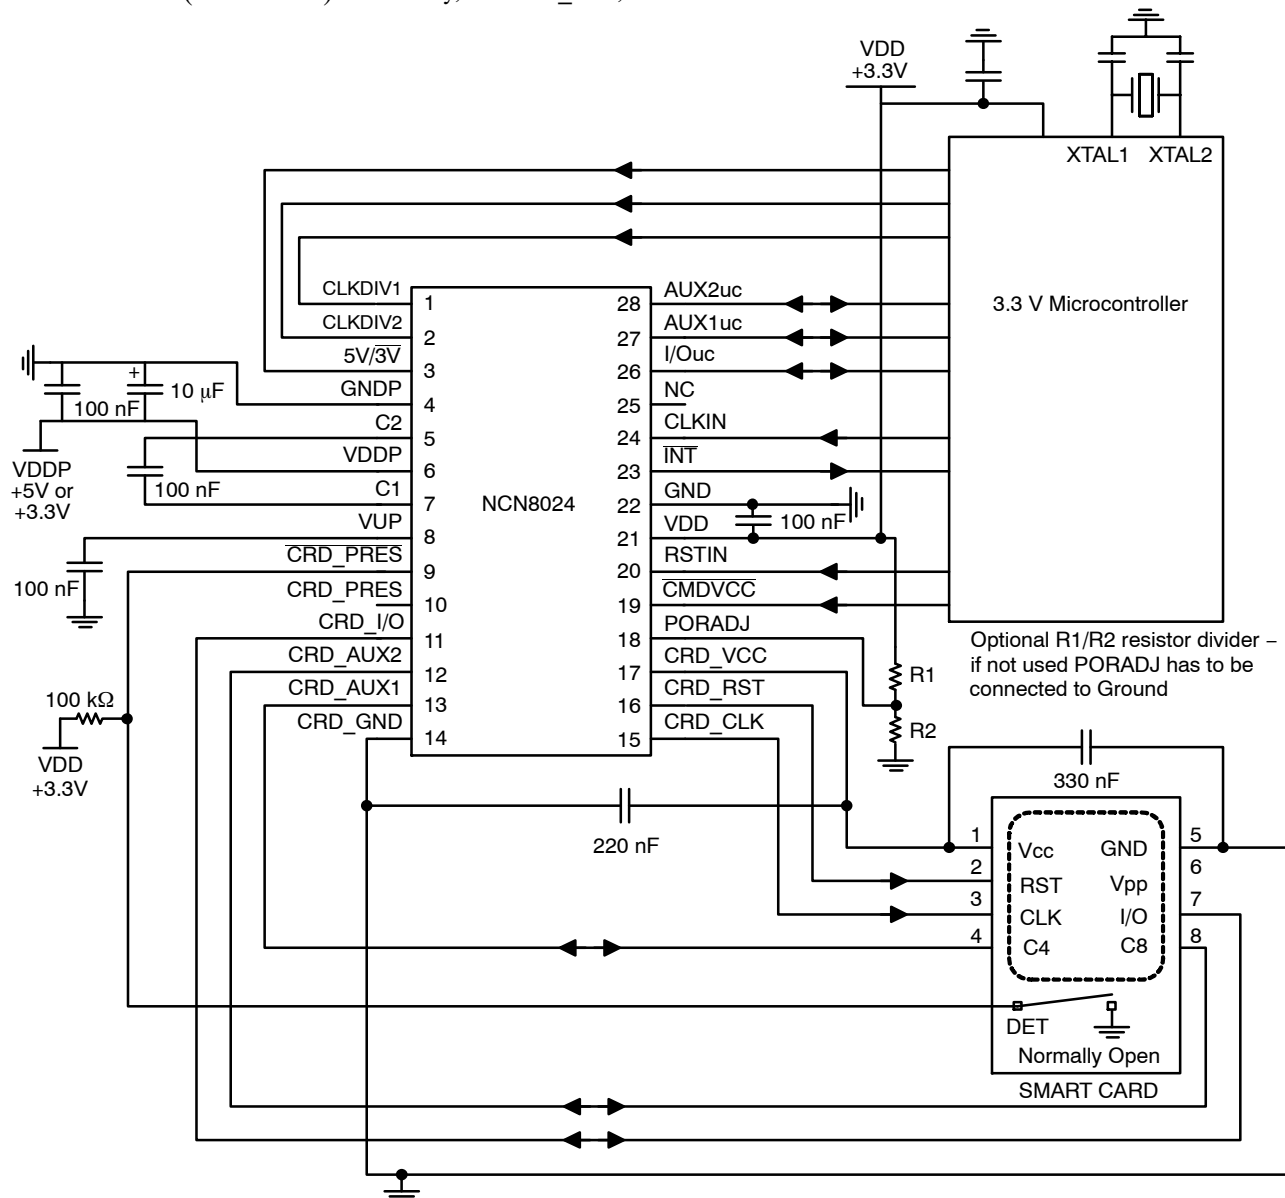 VDD
+3.3V
XTAL1 XTAL2
3.3 V Microcontroller
CLKDIV1
1
CLKDIV2
2
5V/3V
3
GNDP
4
C2
5
VDDP
6
C1
7
VUP
8
CRD_PRES
9
CRD_PRES
10
CRD_I/O
11
CRD_AUX2
12
CRD_AUX1
13
CRD_GND
14
NCN8024
28
AUX2uc
27
AUX1uc
26
I/Ouc
25
NC
24
CLKIN
23
INT
22
GND
21
VDD
20
RSTIN
19
CMDVCC
18
PORADJ
17
CRD_VCC
16
CRD_RST
15
CRD_CLK
+
10 μF
100 nF
VDDP
+5V or
+3.3V
100 nF
100 nF
100 nF
100 kΩ
VDD
+3.3V
R1
R2
Optional R1/R2 resistor divider –
if not used PORADJ has to be
connected to Ground
220 nF
330 nF
1
Vcc
GND
5
2
RST
Vpp
6
3
CLK
I/O
7
4
C4
C8
8
DET
Normally Open
SMART CARD